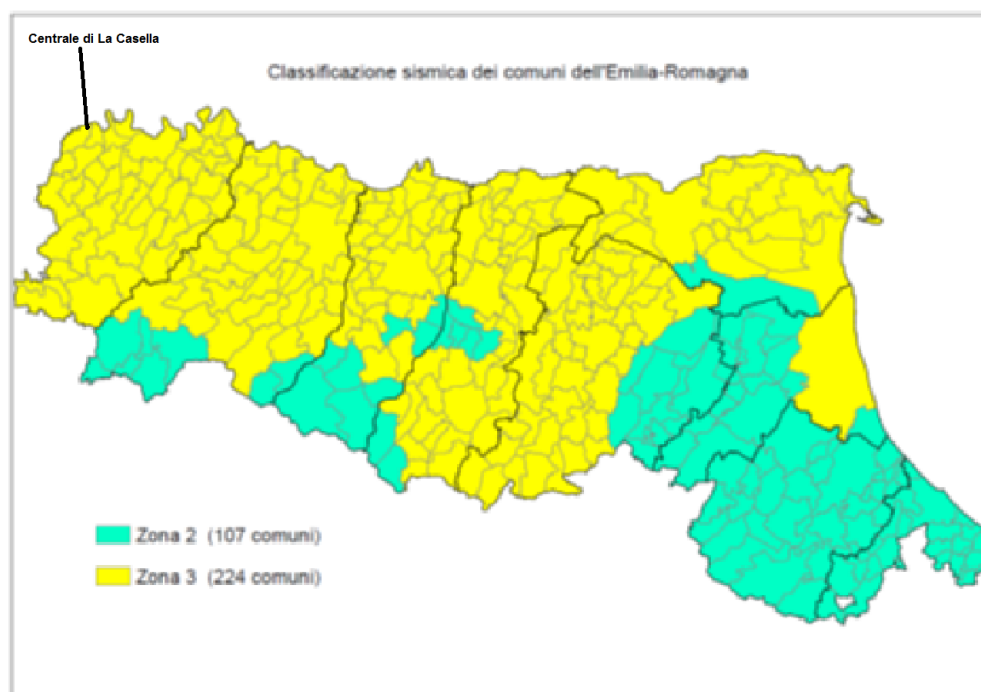 Centrale di La Casella
Classificazione sismica dei comuni dell'Emilia-Romagna
Zona 2 (107 comuni)
Zona 3 (224 comuni)